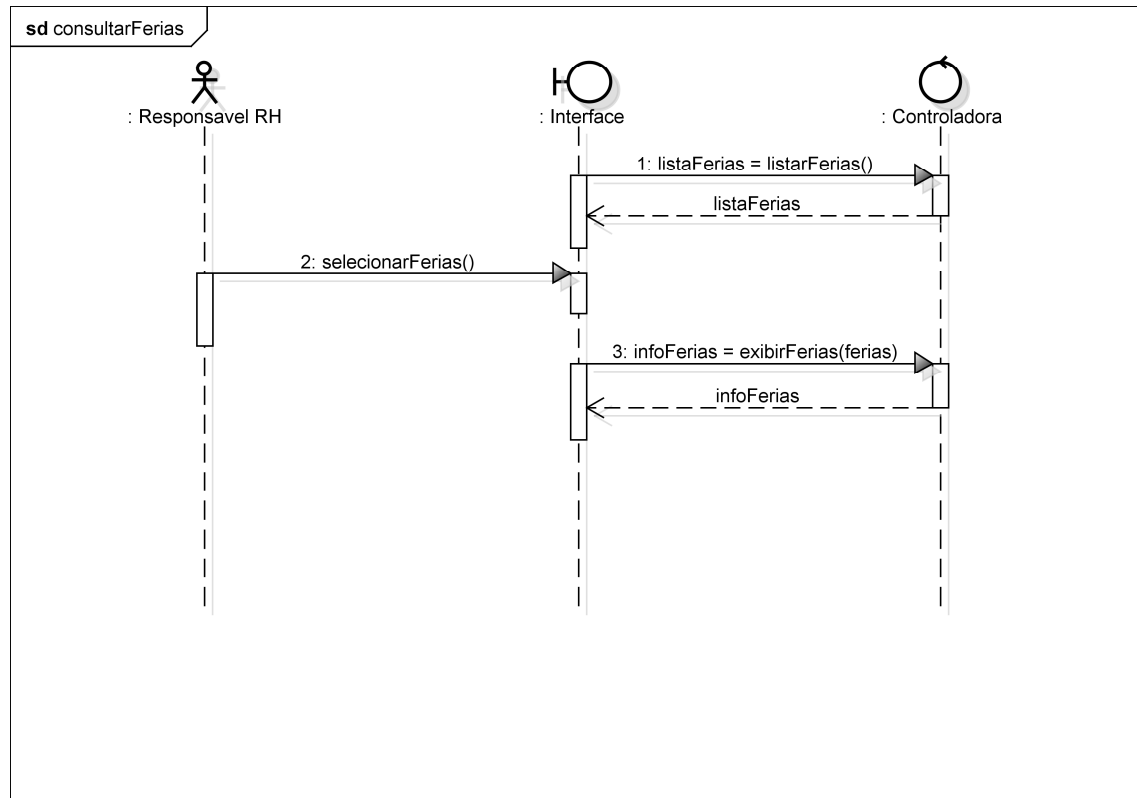 sd consultarFerias
: Responsavel RH
: Interface
: Controladora
1: listaFerias = listarFerias()
listaFerias
2: selecionarFerias()
3: infoFerias = exibirFerias(ferias)
infoFerias